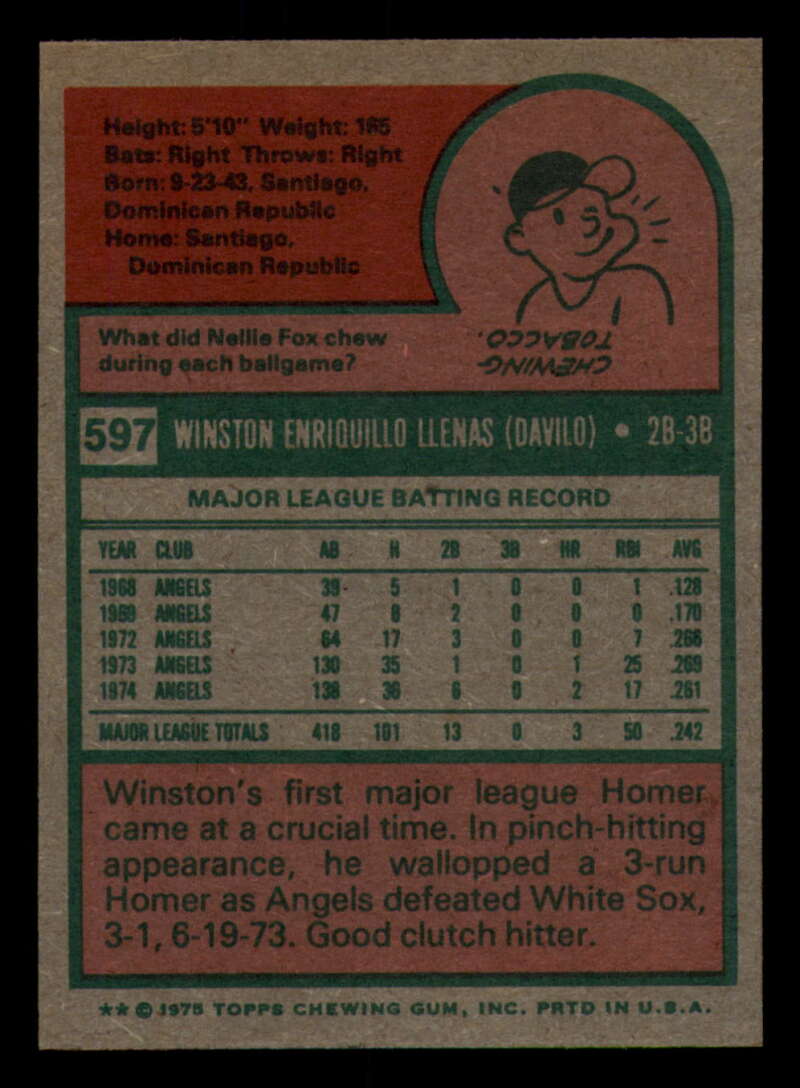 Height: 5'10" Weight: 165
Bats: Right Throws: Right
Born: 9-23-43, Santiago,
Dominican Republic
Home: Santiago,
Dominican Republic
What did Nellie Fox chew
during each ballgame?
CHEWING
TOBACCO.
597 WINSTON ENRIQUILLO LLENAS (DAVILO) • 2B-3B
MAJOR LEAGUE BATTING RECORD
YEAR CLUB AB H 2B 3B HR RBI AVG
1968 ANGELS 39 5 1 0 0 1 .128
1969 ANGELS 47 8 2 0 0 0 .170
1972 ANGELS 64 17 3 0 0 7 .266
1973 ANGELS 130 35 1 0 1 25 .269
1974 ANGELS 138 36 6 0 2 17 .261
MAJOR LEAGUE TOTALS 418 101 13 0 3 50 .242
Winston's first major league Homer
came at a crucial time. In pinch-hitting
appearance, he wallopped a 3-run
Homer as Angels defeated White Sox,
3-1, 6-19-73. Good clutch hitter.
** © 1975 TOPPS CHEWING GUM, INC. PRTD IN U.S.A.